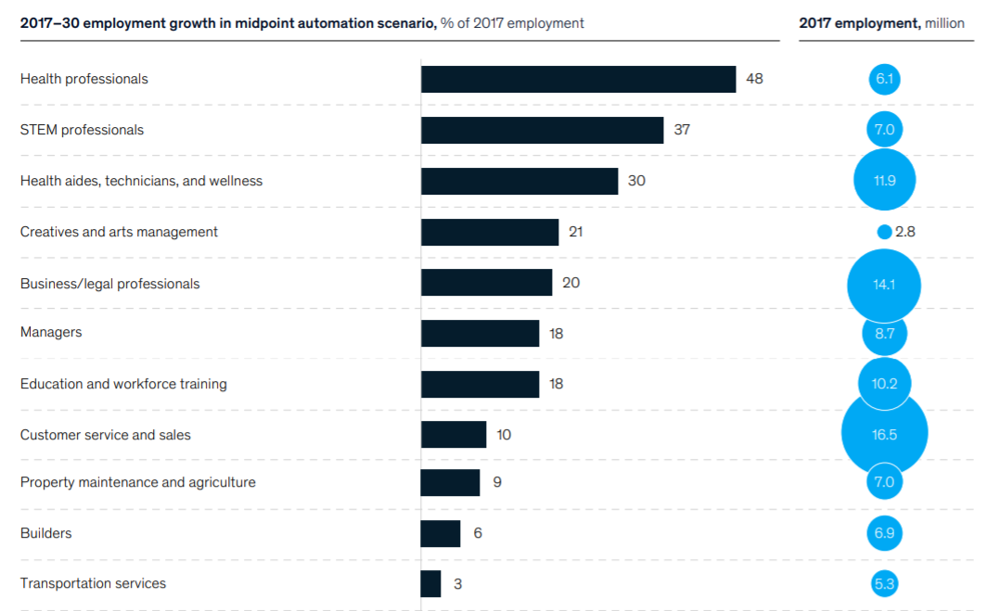 2017–30 employment growth in midpoint automation scenario, % of 2017 employment 2017 employment, million
Health professionals 48 6.1
STEM professionals 37 7.0
Health aides, technicians, and wellness 30 11.9
Creatives and arts management 21 2.8
Business/legal professionals 20 14.1
Managers 18 8.7
Education and workforce training 18 10.2
Customer service and sales 10 16.5
Property maintenance and agriculture 9 7.0
Builders 6 6.9
Transportation services 3 5.3